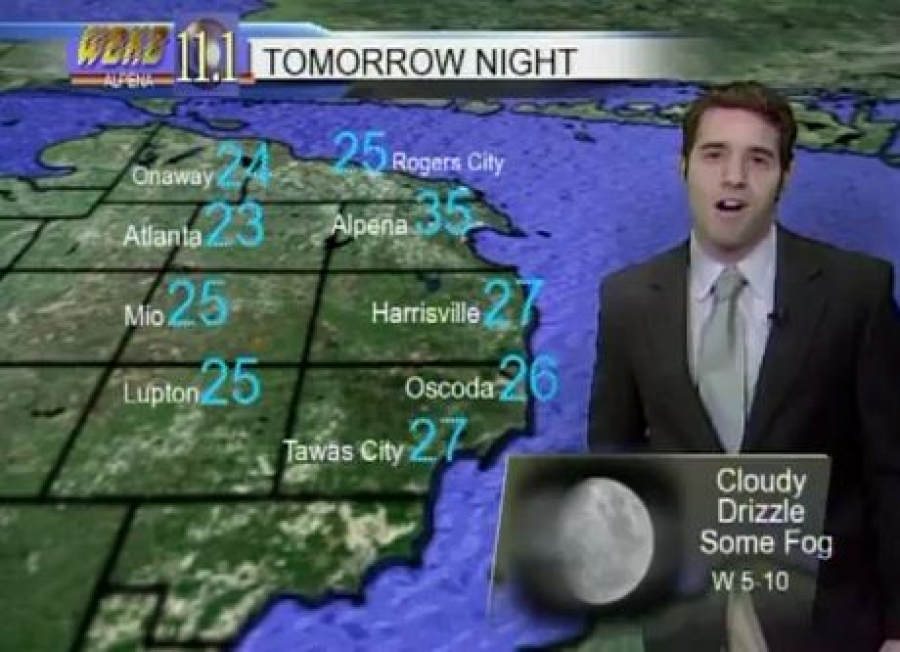 WBKB 11.1 TOMORROW NIGHT
ALPENA
Onaway 24
25 Rogers City
Atlanta 23
Alpena 35
Mio 25
Harrisville 27
Lupton 25
Oscoda 26
Tawas City 27
Cloudy
Drizzle
Some Fog
W 5-10